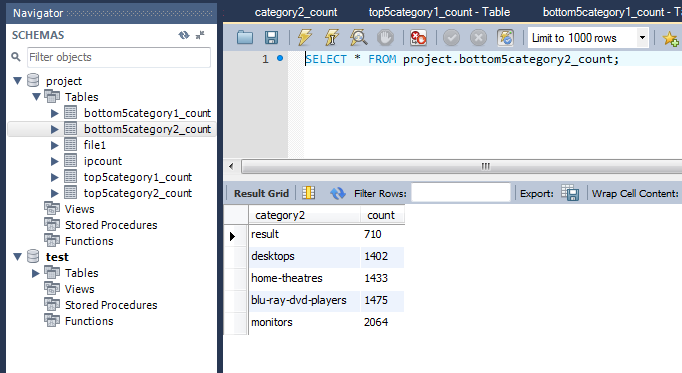 Navigator
SCHEMAS
Filter objects
project
Tables
bottom5category1_count
bottom5category2_count
file1
ipcount
top5category1_count
top5category2_count
Views
Stored Procedures
Functions
test
Tables
Views
Stored Procedures
Functions
category2_count top5category1_count - Table bottom5category1_count - T
Limit to 1000 rows
1 SELECT * FROM project.bottom5category2_count;
Result Grid Filter Rows: Export: Wrap Cell Content:
category2 count
result 710
desktops 1402
home-theatres 1433
blu-ray-dvd-players 1475
monitors 2064